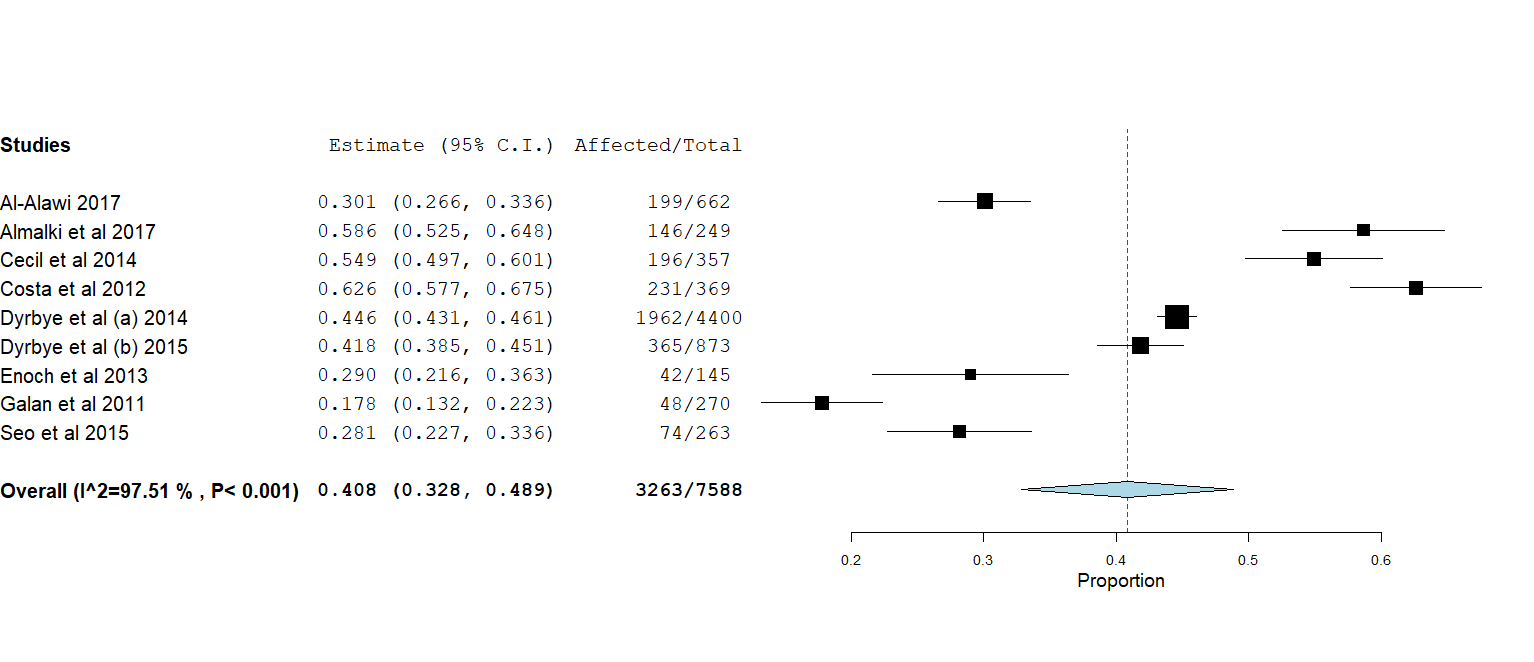 Studies Estimate (95% C.I.) Affected/Total
Al-Alawi 2017 0.301 (0.266, 0.336) 199/662
Almalki et al 2017 0.586 (0.525, 0.648) 146/249
Cecil et al 2014 0.549 (0.497, 0.601) 196/357
Costa et al 2012 0.626 (0.577, 0.675) 231/369
Dyrbye et al (a) 2014 0.446 (0.431, 0.461) 1962/4400
Dyrbye et al (b) 2015 0.418 (0.385, 0.451) 365/873
Enoch et al 2013 0.290 (0.216, 0.363) 42/145
Galan et al 2011 0.178 (0.132, 0.223) 48/270
Seo et al 2015 0.281 (0.227, 0.336) 74/263
Overall (I^2=97.51 % , P< 0.001) 0.408 (0.328, 0.489) 3263/7588
0.2 0.3 0.4 0.5 0.6
Proportion